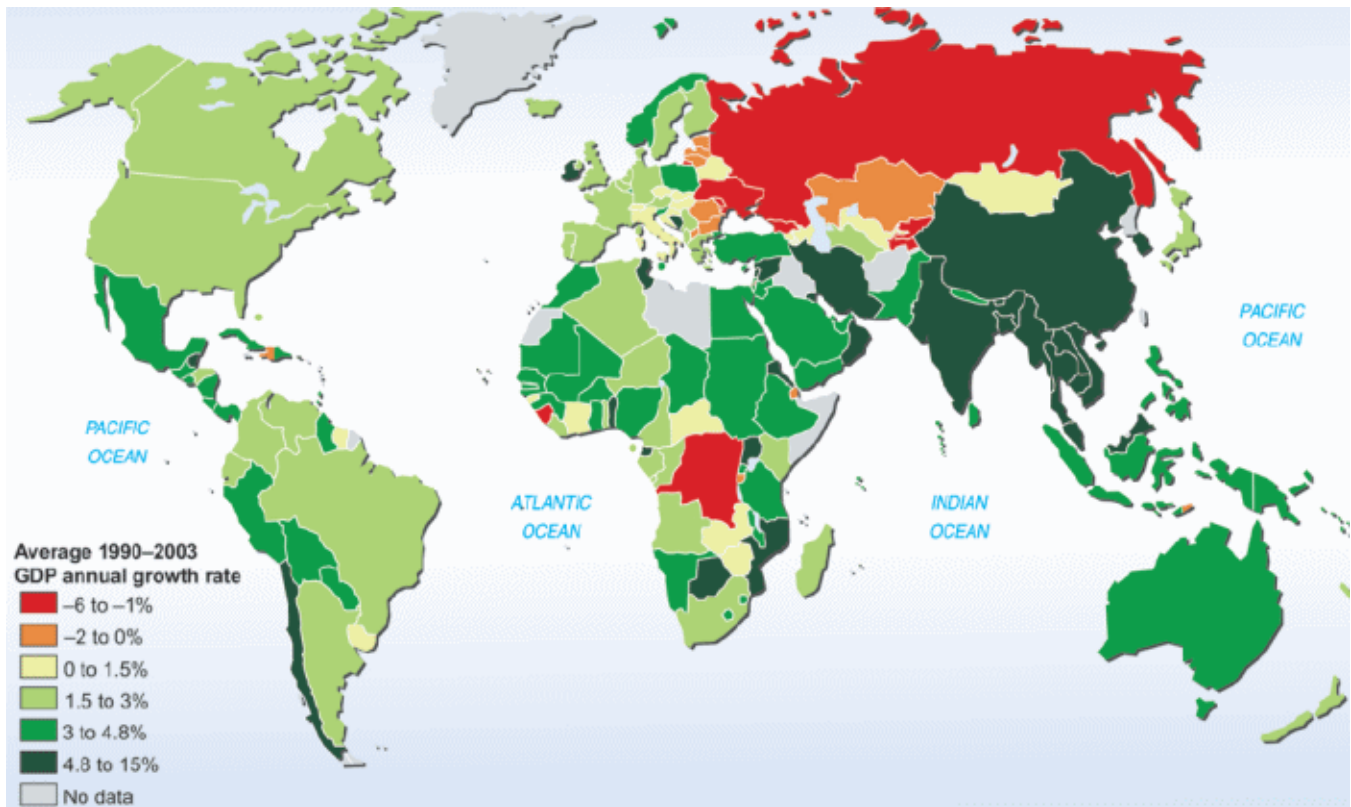 PACIFIC
OCEAN
PACIFIC
OCEAN
ATLANTIC
OCEAN
INDIAN
OCEAN
Average 1990–2003
GDP annual growth rate
–6 to –1%
–2 to 0%
0 to 1.5%
1.5 to 3%
3 to 4.8%
4.8 to 15%
No data